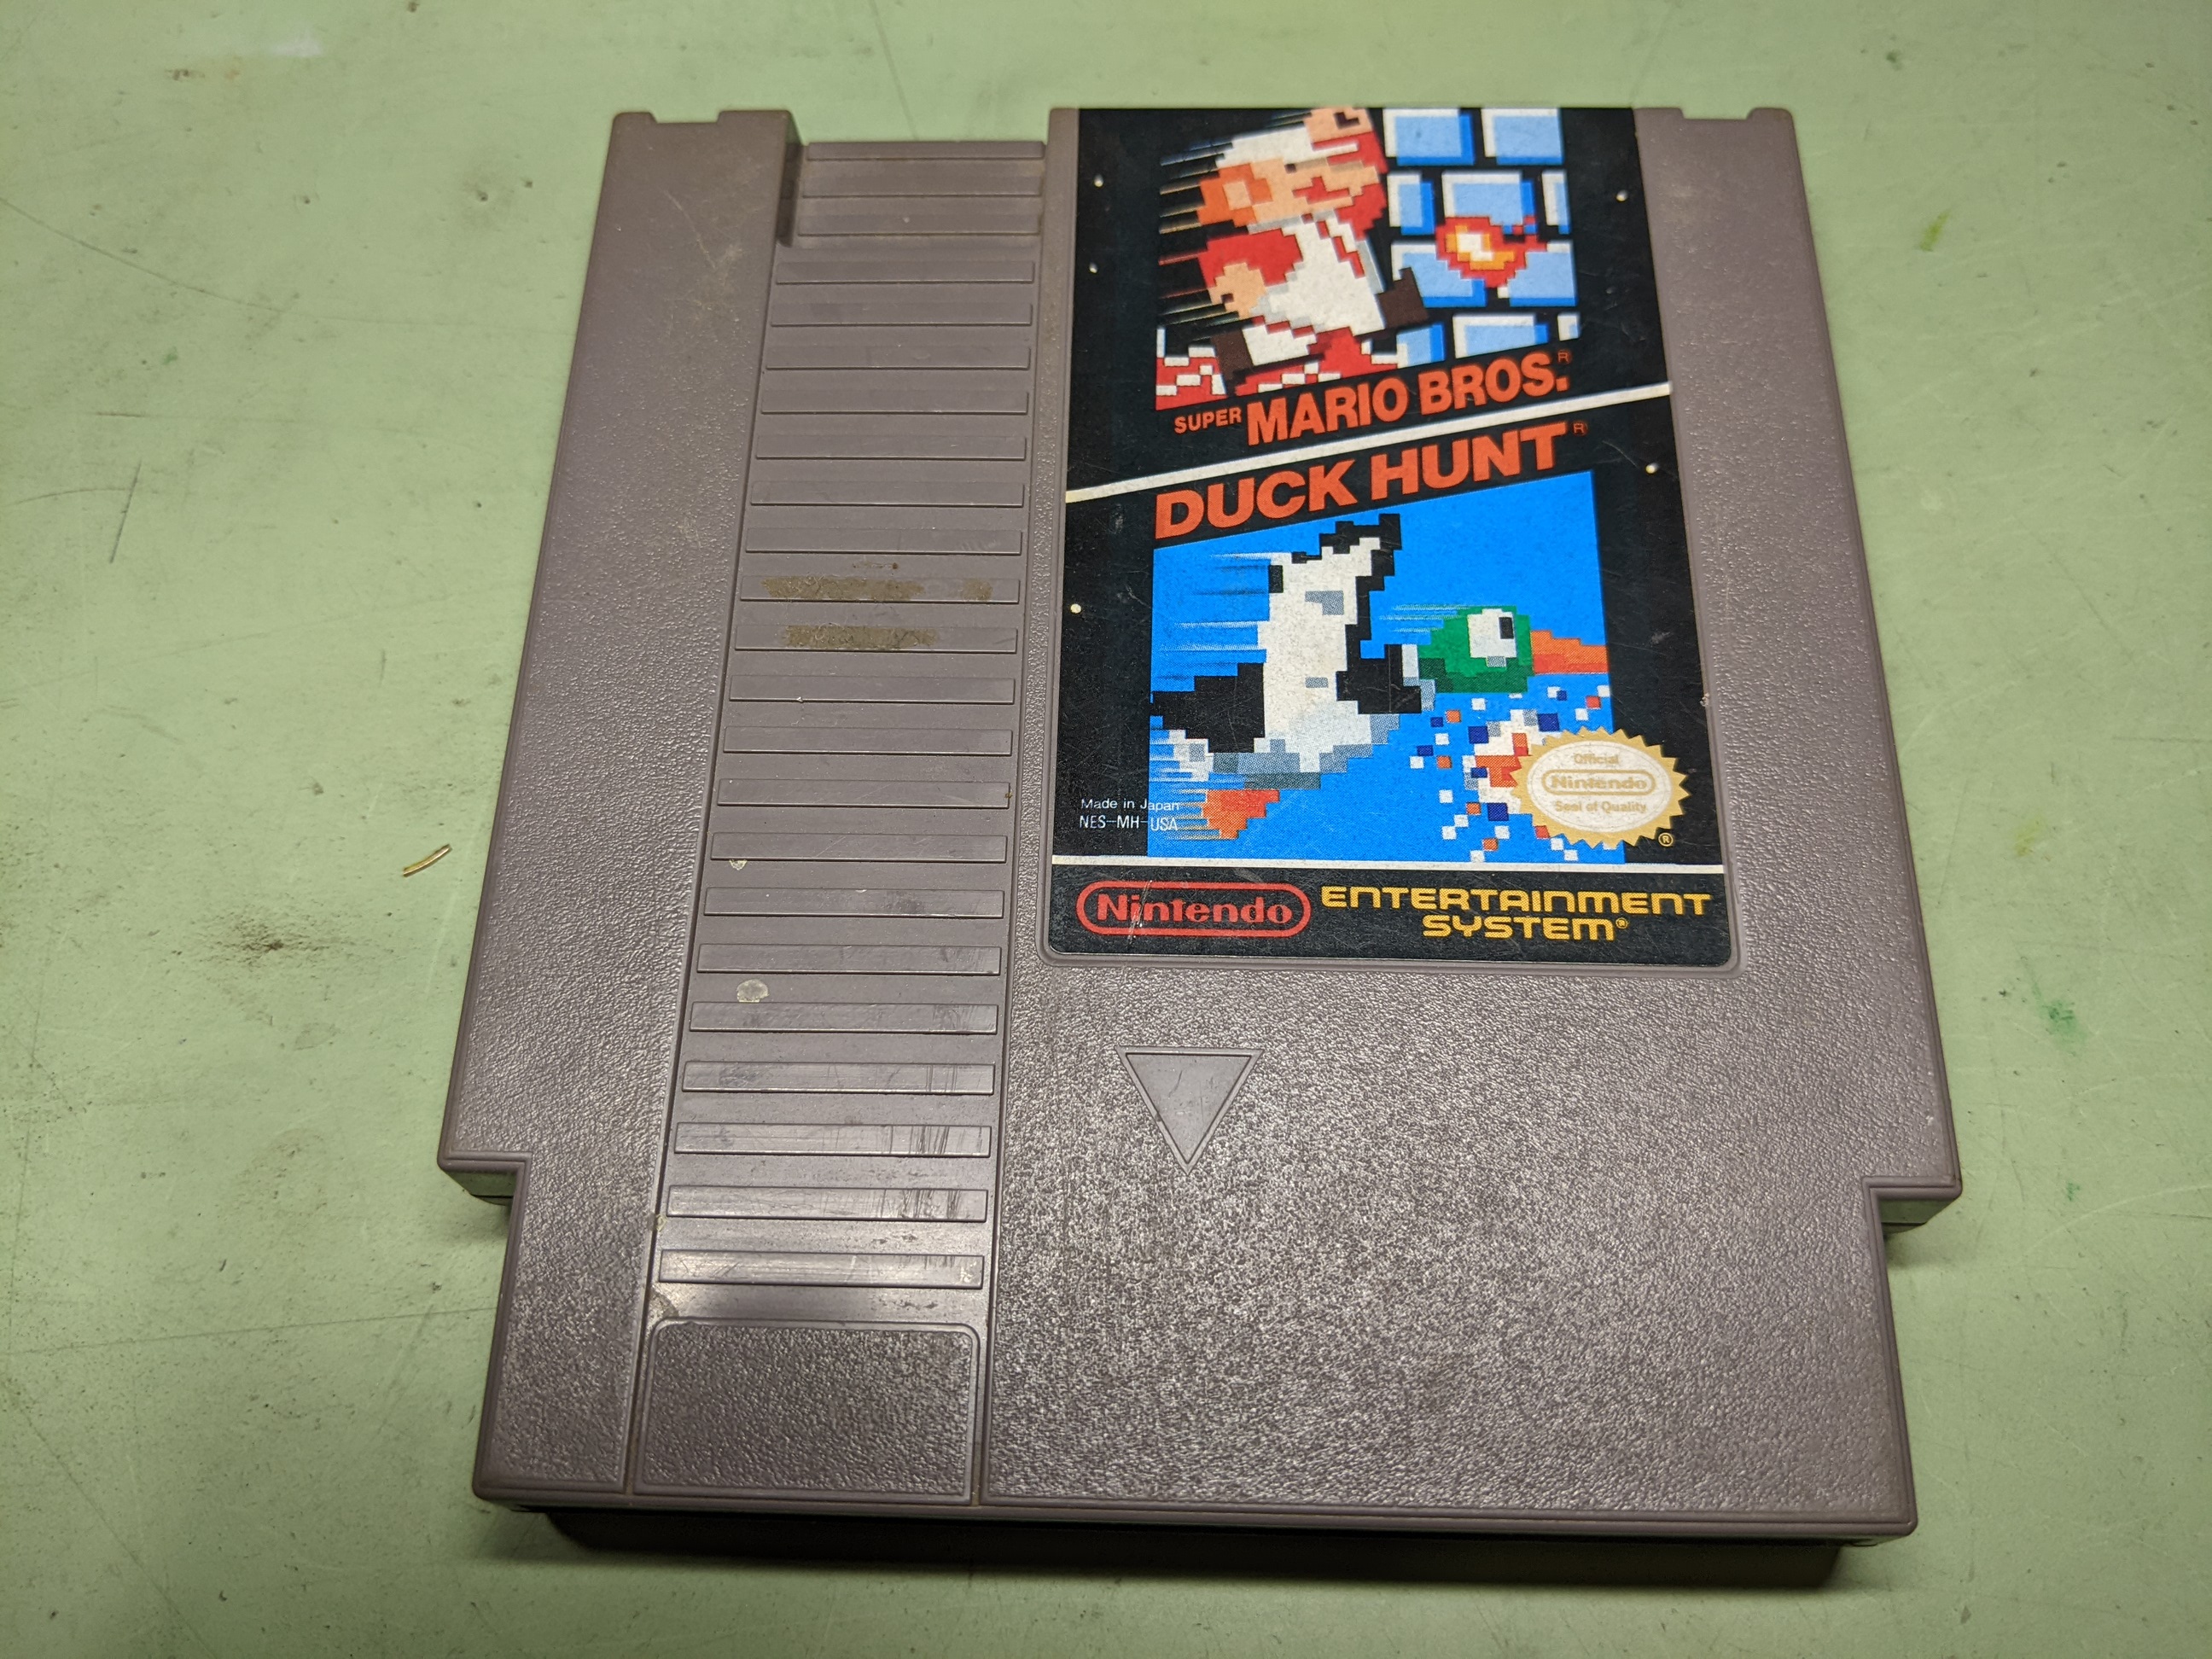 SUPER MARIO BROS.®
DUCK HUNT®
Made in Japan
NES-MH-USA
Official
Nintendo
Seal of Quality
®
Nintendo ENTERTAINMENT
SYSTEM®